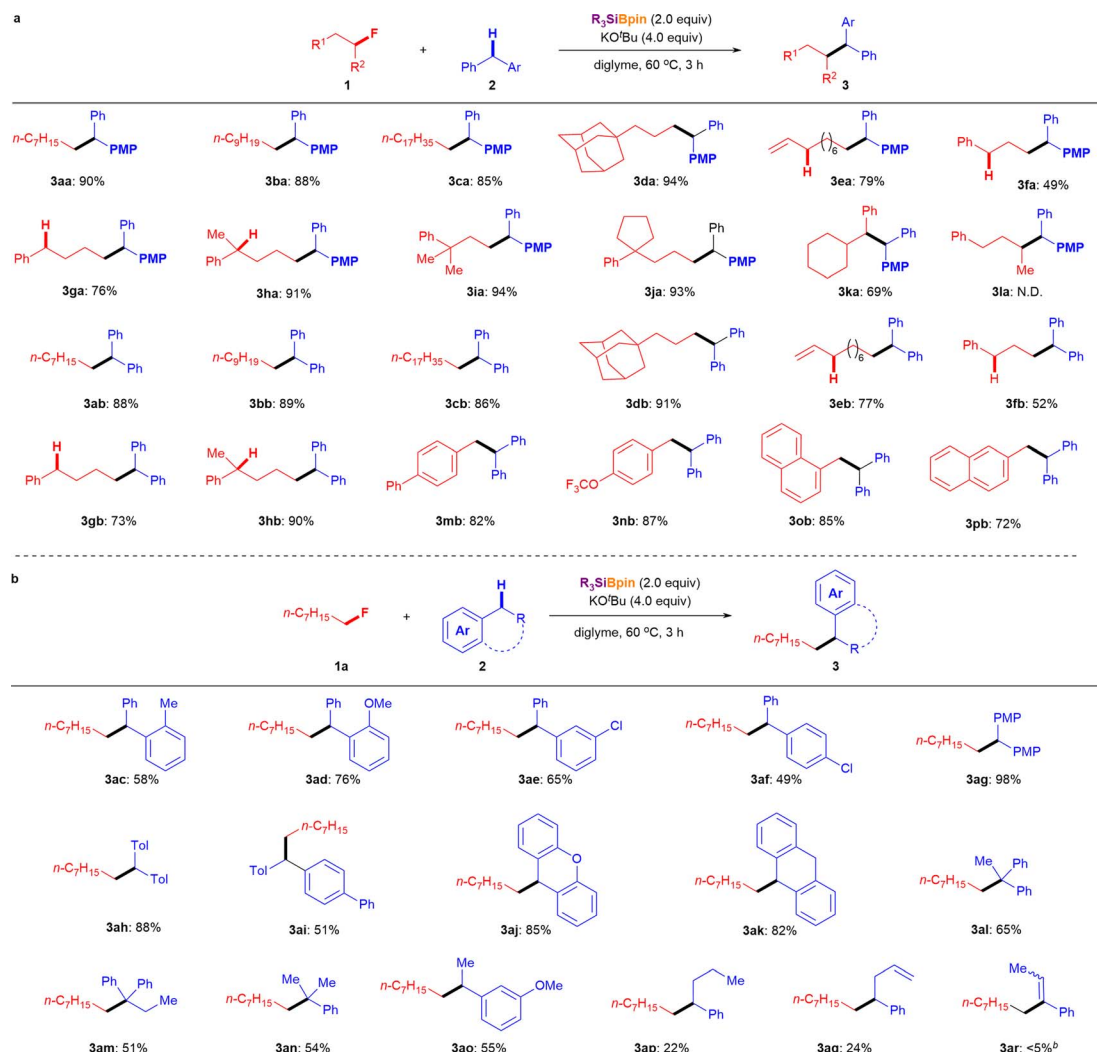 a
R₃SiBpin (2.0 equiv)
KOᵗBu (4.0 equiv)
diglyme, 60 °C, 3 h
R¹ F R² + H Ph Ar Ar R¹ Ph R²
1 2 3
n-C₇H₁₅ Ph PMP n-C₉H₁₉ Ph PMP n-C₁₇H₃₅ Ph PMP Ph PMP H ( )₆ Ph PMP Ph H Ph PMP
3aa: 90% 3ba: 88% 3ca: 85% 3da: 94% 3ea: 79% 3fa: 49%
H Ph Ph PMP Me H Ph Ph PMP Ph Me Me Ph PMP Ph Ph PMP Ph Ph PMP Ph Me Ph PMP
3ga: 76% 3ha: 91% 3ia: 94% 3ja: 93% 3ka: 69% 3la: N.D.
n-C₇H₁₅ Ph Ph n-C₉H₁₉ Ph Ph n-C₁₇H₃₅ Ph Ph Ph Ph H ( )₆ Ph Ph Ph H Ph Ph
3ab: 88% 3bb: 89% 3cb: 86% 3db: 91% 3eb: 77% 3fb: 52%
H Ph Ph Ph Me H Ph Ph Ph Ph Ph Ph F₃CO Ph Ph Ph Ph Ph Ph
3gb: 73% 3hb: 90% 3mb: 82% 3nb: 87% 3ob: 85% 3pb: 72%
b
R₃SiBpin (2.0 equiv)
KOᵗBu (4.0 equiv)
diglyme, 60 °C, 3 h
n-C₇H₁₅ F + H Ar R Ar n-C₇H₁₅ R
1a 2 3
n-C₇H₁₅ Ph Me n-C₇H₁₅ Ph OMe n-C₇H₁₅ Ph Cl n-C₇H₁₅ Ph Cl n-C₇H₁₅ PMP PMP
3ac: 58% 3ad: 76% 3ae: 65% 3af: 49% 3ag: 98%
n-C₇H₁₅ Tol Tol n-C₇H₁₅ Tol Ph n-C₇H₁₅ O n-C₇H₁₅ n-C₇H₁₅ Me Ph Ph
3ah: 88% 3ai: 51% 3aj: 85% 3ak: 82% 3al: 65%
n-C₇H₁₅ Ph Ph Me n-C₇H₁₅ Me Me Ph n-C₇H₁₅ Me OMe n-C₇H₁₅ Me Ph n-C₇H₁₅ Ph n-C₇H₁₅ Me Ph
3am: 51% 3an: 54% 3ao: 55% 3ap: 22% 3aq: 24% 3ar: <5%ᵇ